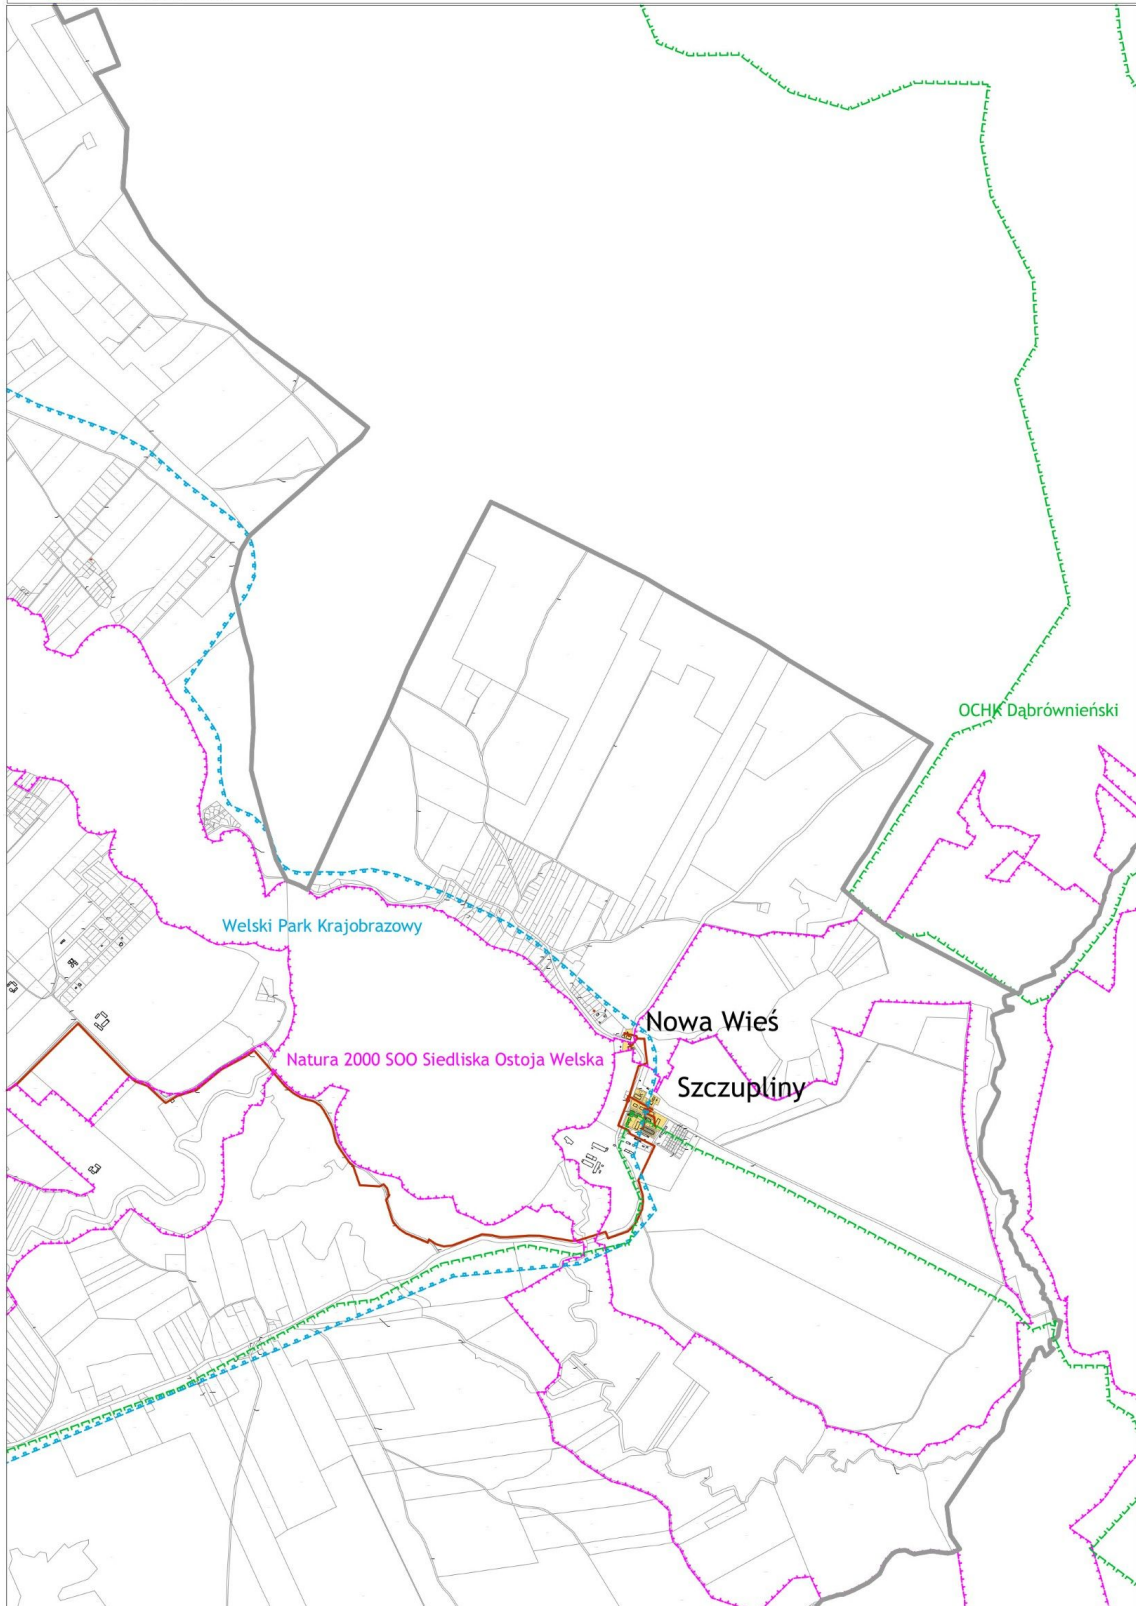 OCHK Dąbrównieński
Welski Park Krajobrazowy
Nowa Wieś
Natura 2000 SOO Siedliska Ostoja Welska
Szczupliny